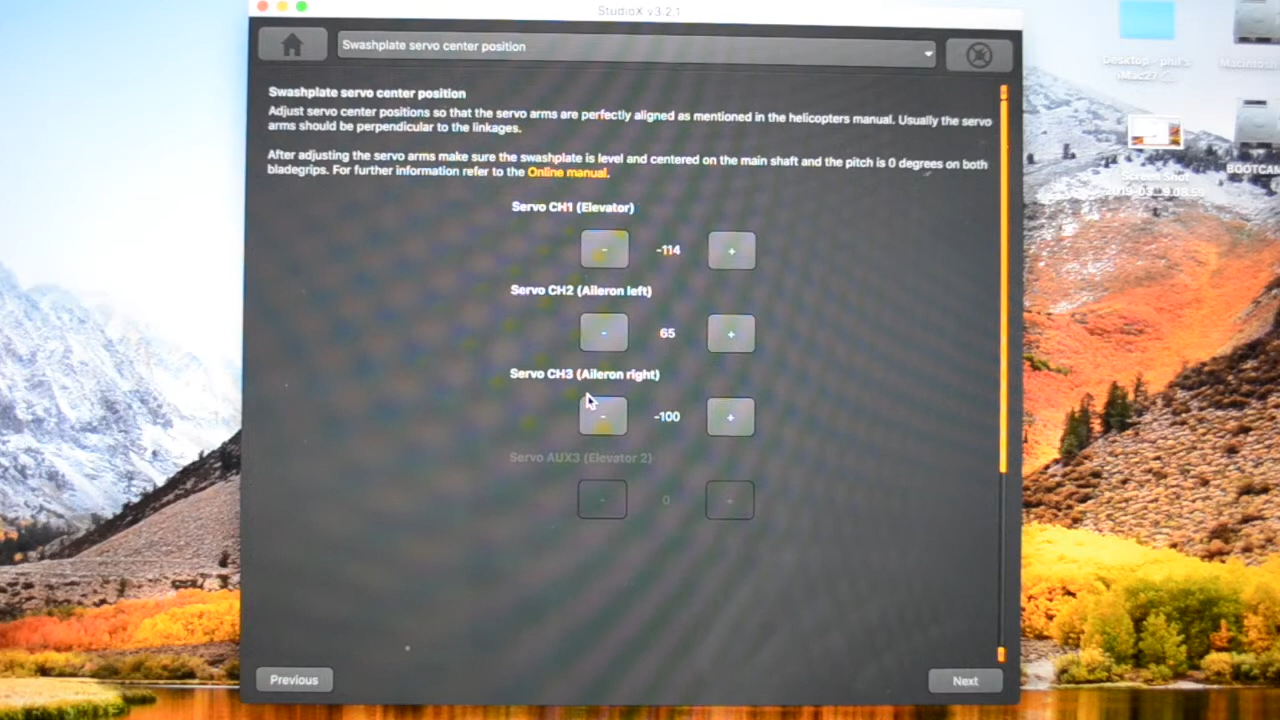 StudioX v3.2.1
Swashplate servo center position
Swashplate servo center position
Adjust servo center positions so that the servo arms are perfectly aligned as mentioned in the helicopters manual. Usually the servo
arms should be perpendicular to the linkages.
After adjusting the servo arms make sure the swashplate is level and centered on the main shaft and the pitch is 0 degrees on both
bladegrips. For further information refer to the Online manual.
Servo CH1 (Elevator)
- -114 +
Servo CH2 (Aileron left)
- 65 +
Servo CH3 (Aileron right)
- -100 +
Servo AUX3 (Elevator 2)
- 0 +
Previous
Next
Desktop - phil's
iMac27
Macintosh
Screen Shot
BOOTCAM